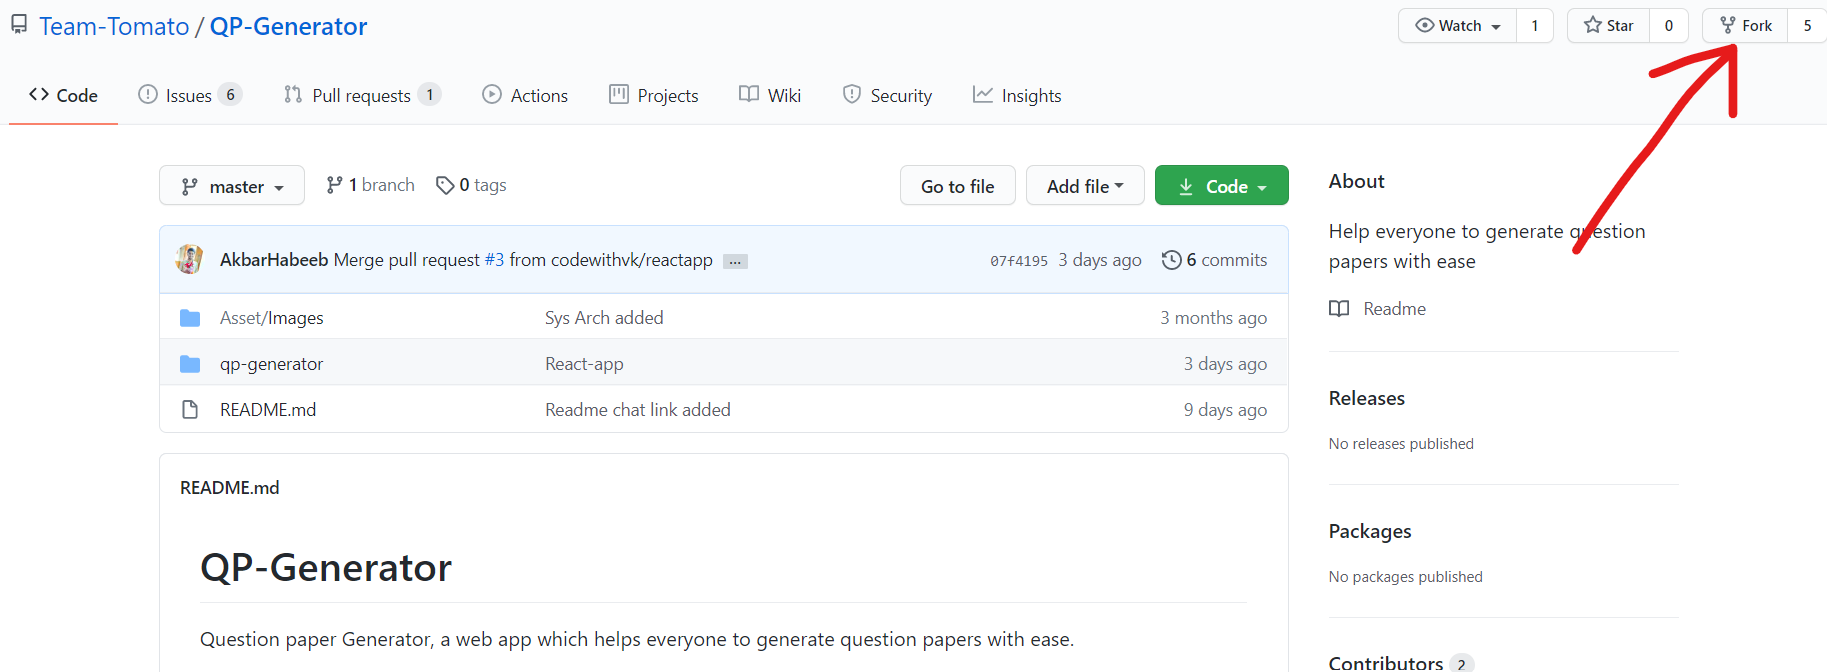 Team-Tomato / QP-Generator
Watch 1 Star 0 Fork 5
Code Issues 6 Pull requests 1 Actions Projects Wiki Security Insights
master 1 branch 0 tags Go to file Add file Code
AkbarHabeeb Merge pull request #3 from codewithvk/reactapp ... 07f4195 3 days ago 6 commits
Asset/Images Sys Arch added 3 months ago
qp-generator React-app 3 days ago
README.md Readme chat link added 9 days ago
README.md
QP-Generator
Question paper Generator, a web app which helps everyone to generate question papers with ease.
About
Help everyone to generate question
papers with ease
Readme
Releases
No releases published
Packages
No packages published
Contributors 2